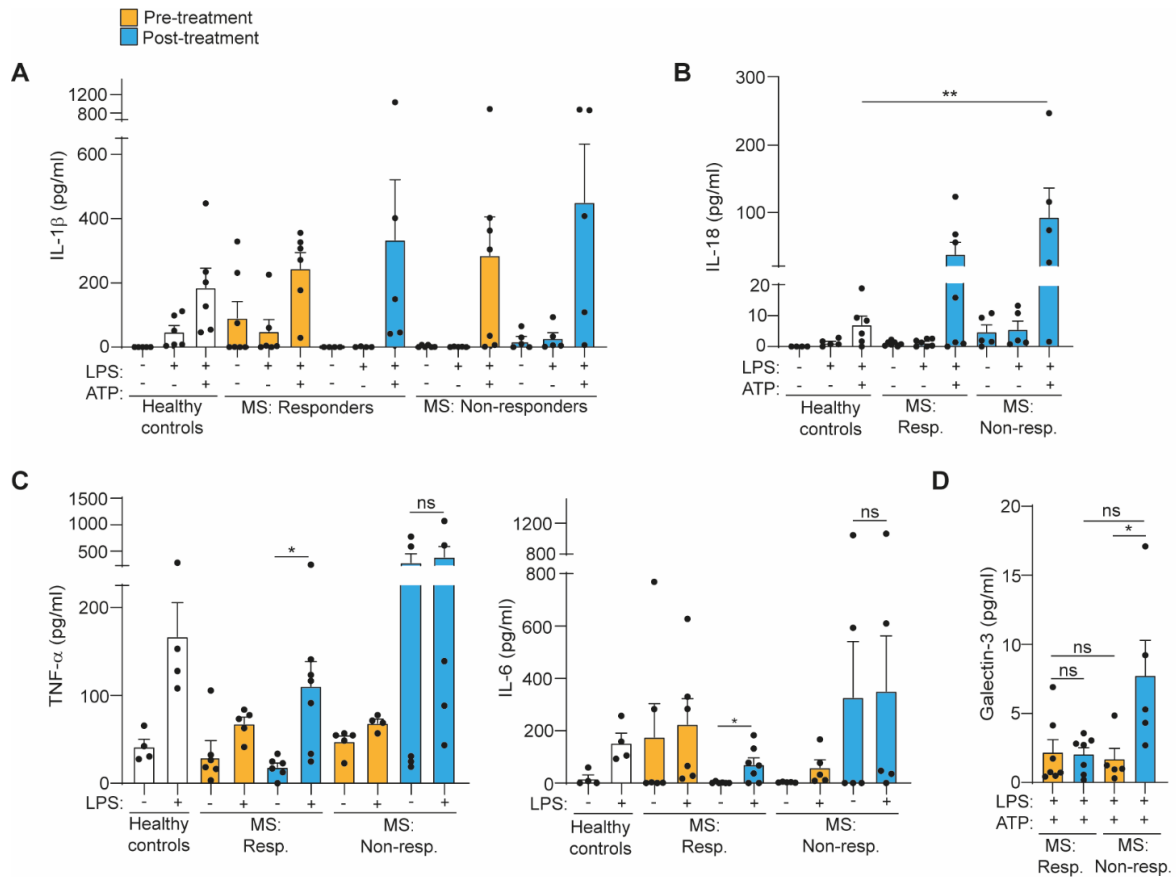 Pre-treatment
Post-treatment
A
IL-1β (pg/ml)
1200
800
600
400
200
0
LPS: - + + - + + - + + - + + - + +
ATP: - - + - - + - - + - - + - - +
Healthy controls
MS: Responders
MS: Non-responders
B
IL-18 (pg/ml)
300
200
100
20
10
0
**
LPS: - + + - + + - + +
ATP: - - + - - + - - +
Healthy controls
MS: Resp.
MS: Non-resp.
C
TNF-α (pg/ml)
1500
1000
500
200
100
0
*
ns
LPS: - + - + - + - + - +
Healthy controls
MS: Resp.
MS: Non-resp.
IL-6 (pg/ml)
1200
800
600
400
200
0
*
ns
LPS: - + - + - + - + - +
Healthy controls
MS: Resp.
MS: Non-resp.
D
Galectin-3 (pg/ml)
20
15
10
5
0
ns
*
ns
ns
LPS: + + + +
ATP: + + + +
MS: Resp.
MS: Non-resp.